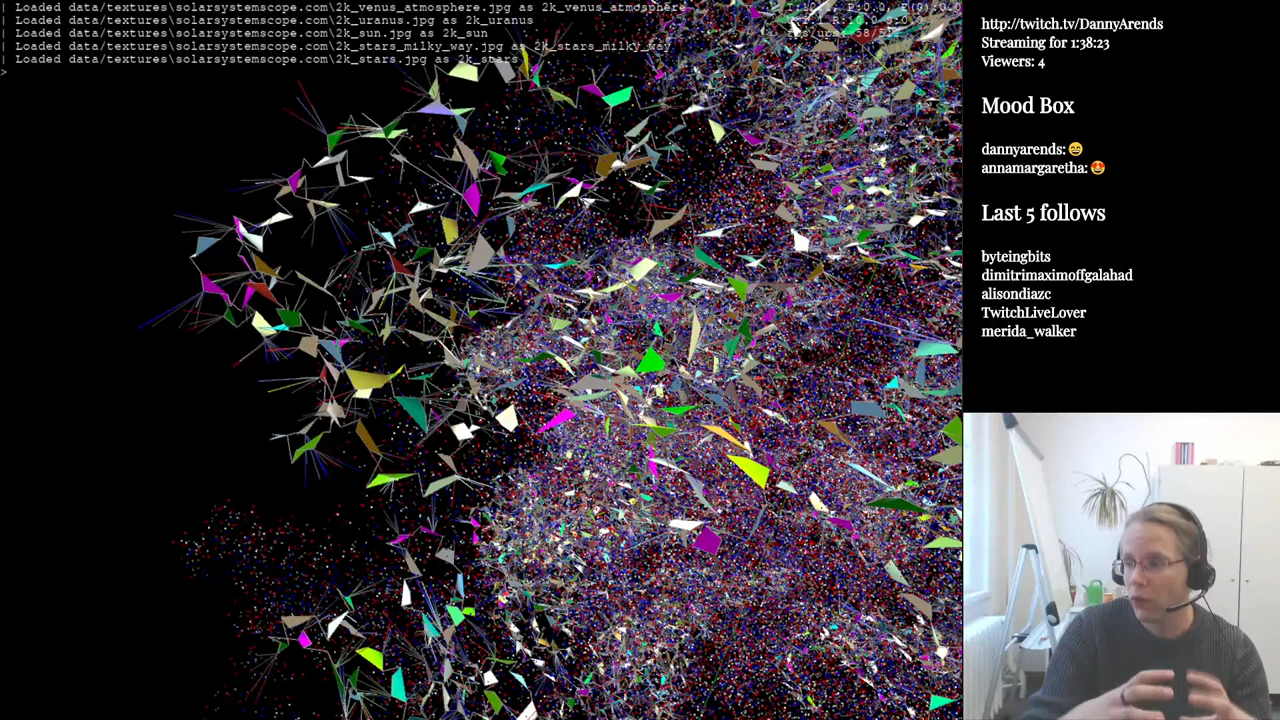 | Loaded data/textures\solarsystemscope.com\2k_venus_atmosphere.jpg as 2k_venus_atmosphere
| Loaded data/textures\solarsystemscope.com\2k_uranus.jpg as 2k_uranus
| Loaded data/textures\solarsystemscope.com\2k_sun.jpg as 2k_sun
| Loaded data/textures\solarsystemscope.com\2k_stars_milky_way.jpg as 2k_stars_milky_way
| Loaded data/textures\solarsystemscope.com\2k_stars.jpg as 2k_stars
>
http://twitch.tv/DannyArends
Streaming for 1:38:23
Viewers: 4
Mood Box
dannyarends: 😄
annamargaretha: 😍
Last 5 follows
byteingbits
dimitrimaximoffgalahad
alisondiazc
TwitchLiveLover
merida_walker